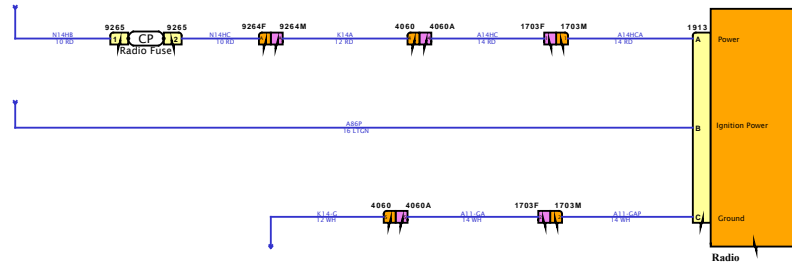 9265 9265 9264F 9264M 4060 4060A 1703F 1703M 1913
N14HB 1 CP 2 N14HC K14A A14HC A14HCA A Power
10 RD 10 RD 12 RD 14 RD 14 RD
Radio Fuse
A86P B Ignition Power
16 LTGN
4060 4060A 1703F 1703M
K14-G A11-GA A11-GAP C Ground
12 WH 14 WH 14 WH
Radio